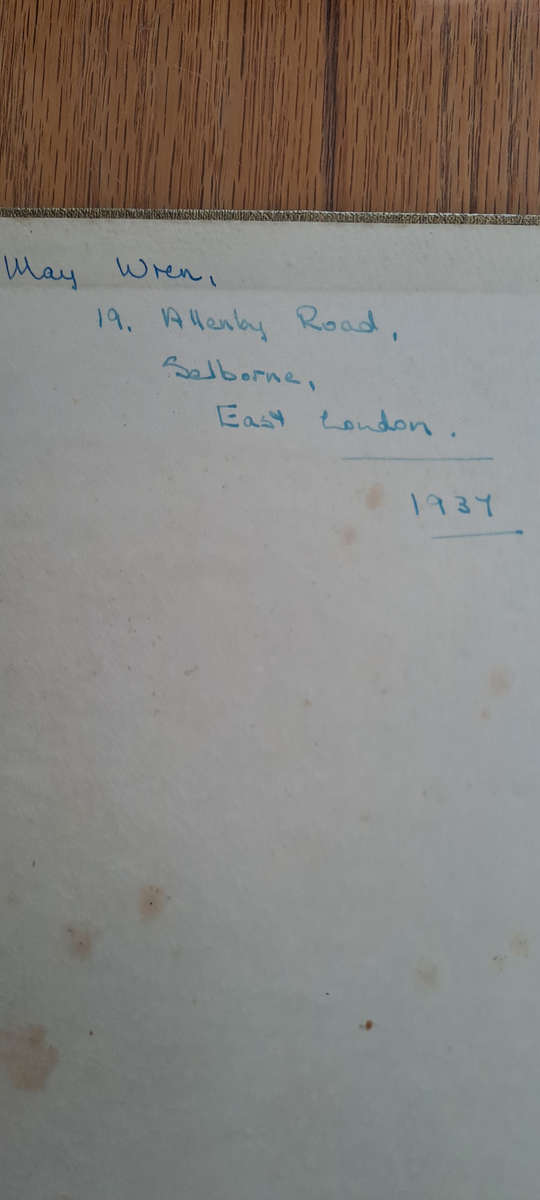 May Wren,
19. Allenby Road,
Selborne,
East London.
1937